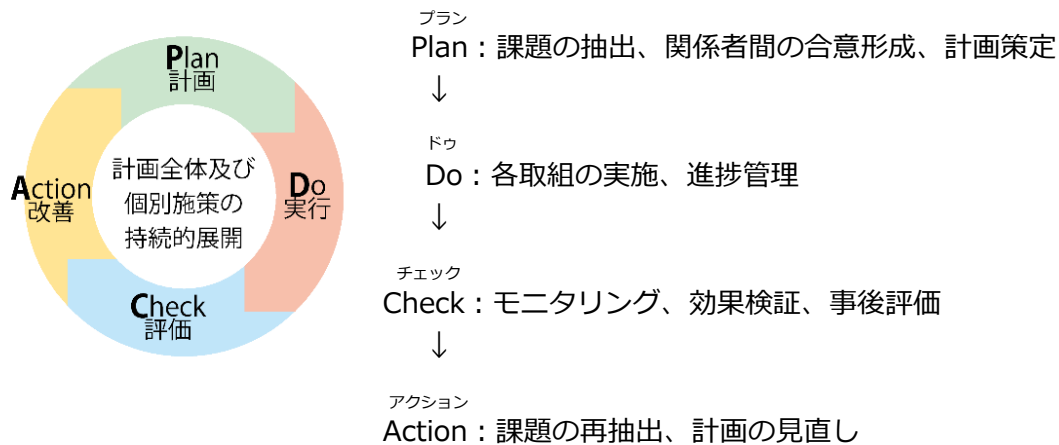 Plan
計画
Do
実行
Check
評価
Action
改善
計画全体及び
個別施策の
持続的展開
プラン
Plan：課題の抽出、関係者間の合意形成、計画策定
↓
ドゥ
Do：各取組の実施、進捗管理
↓
チェック
Check：モニタリング、効果検証、事後評価
↓
アクション
Action：課題の再抽出、計画の見直し